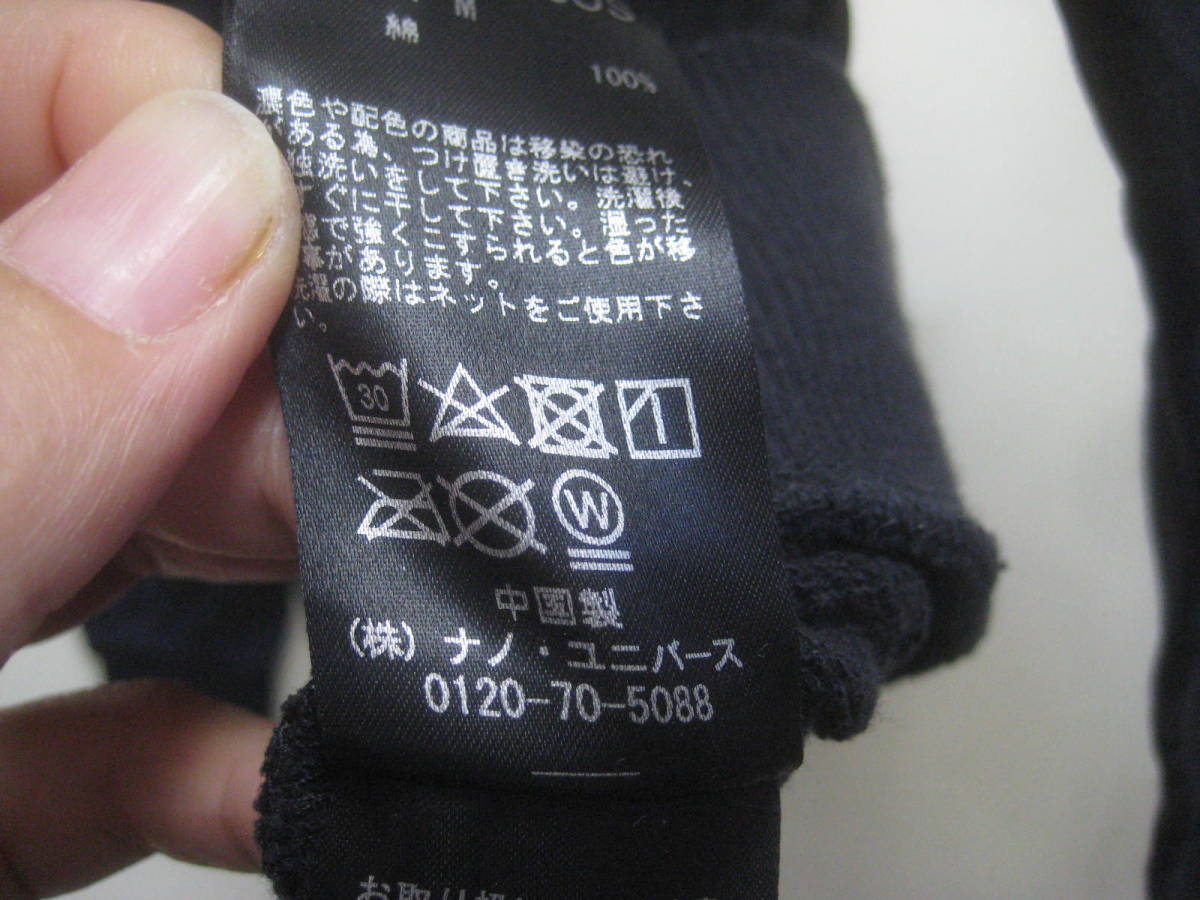 M
綿
100%
濃色や配色の商品は移染の恐れ
がある為、つけ置き洗いは避け、
独洗いをして下さい。洗濯後
すぐに干して下さい。湿った
態で強くこすられると色が移
事があります。
洗濯の際はネットをご使用下さ
い。
30
W
中国製
(株) ナノ・ユニバース
0120-70-5088